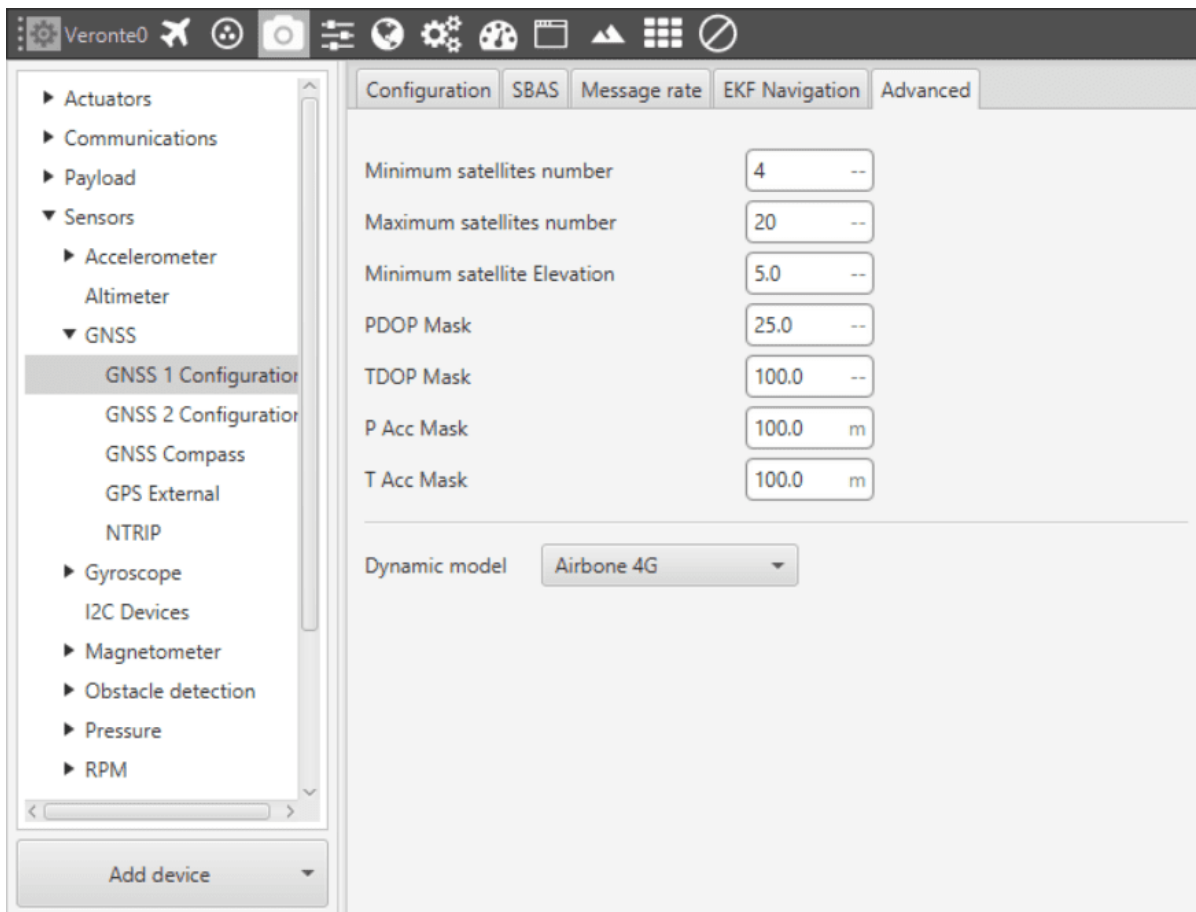 Veronte0
Actuators
Communications
Payload
Sensors
Accelerometer
Altimeter
GNSS
GNSS 1 Configuration
GNSS 2 Configuration
GNSS Compass
GPS External
NTRIP
Gyroscope
I2C Devices
Magnetometer
Obstacle detection
Pressure
RPM
Add device
Configuration SBAS Message rate EKF Navigation Advanced
Minimum satellites number 4 --
Maximum satellites number 20 --
Minimum satellite Elevation 5.0 --
PDOP Mask 25.0 --
TDOP Mask 100.0 --
P Acc Mask 100.0 m
T Acc Mask 100.0 m
Dynamic model Airbone 4G